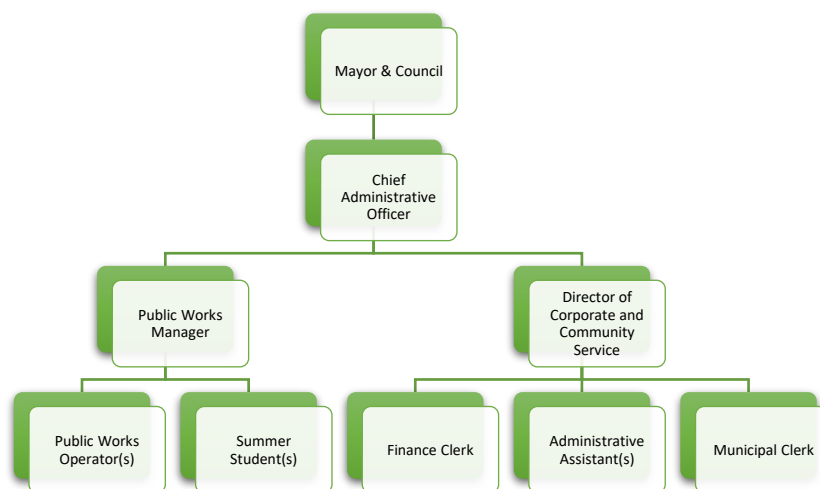 Mayor & Council
Chief
Administrative
Officer
Public Works
Manager
Director of
Corporate and
Community
Service
Public Works
Operator(s)
Summer
Student(s)
Finance Clerk
Administrative
Assistant(s)
Municipal Clerk